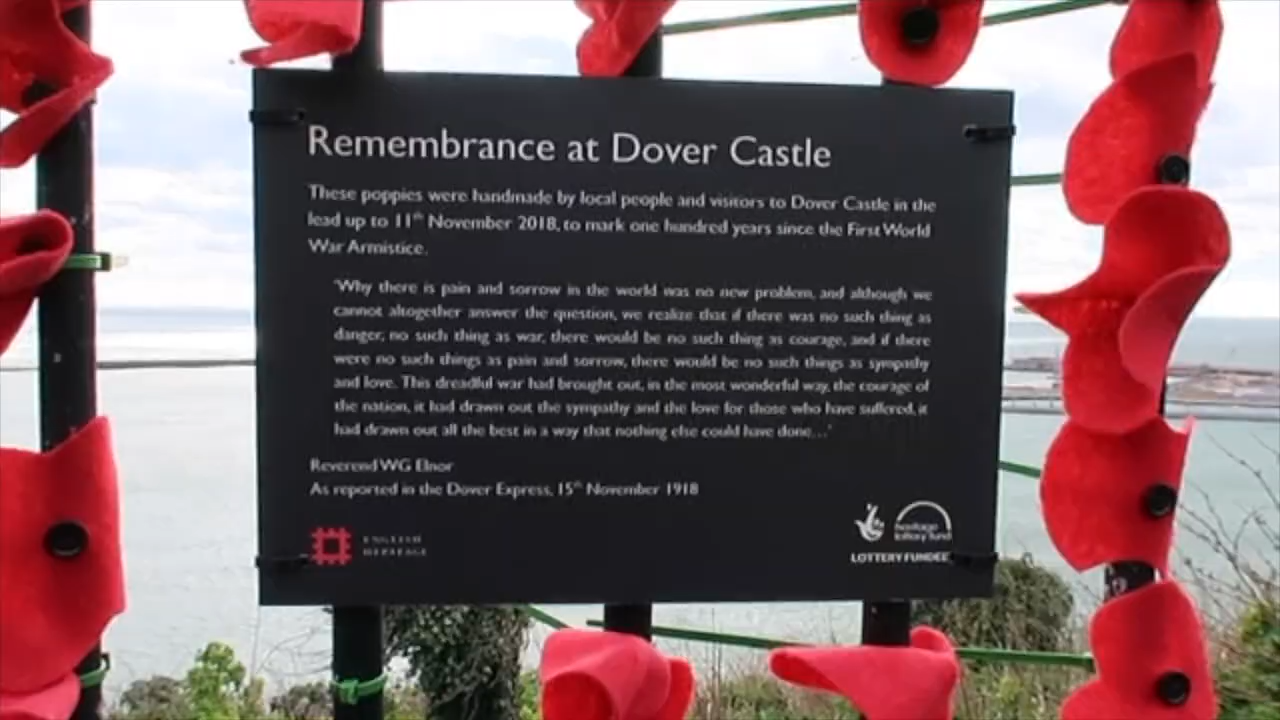 Remembrance at Dover Castle
These poppies were handmade by local people and visitors to Dover Castle in the
lead up to 11th November 2018, to mark one hundred years since the First World
War Armistice.
'Why there is pain and sorrow in the world was no new problem, and although we
cannot altogether answer the question, we realize that if there was no such thing as
danger, no such thing as war, there would be no such thing as courage, and if there
were no such things as pain and sorrow, there would be no such things as sympathy
and love. This dreadful war had brought out, in the most wonderful way, the courage of
the nation, it had drawn out the sympathy and the love for those who have suffered, it
had drawn out all the best in a way that nothing else could have done...'
Reverend WG Elnor
As reported in the Dover Express, 15th November 1918
ENGLISH
HERITAGE
heritage
lottery fund
LOTTERY FUNDED